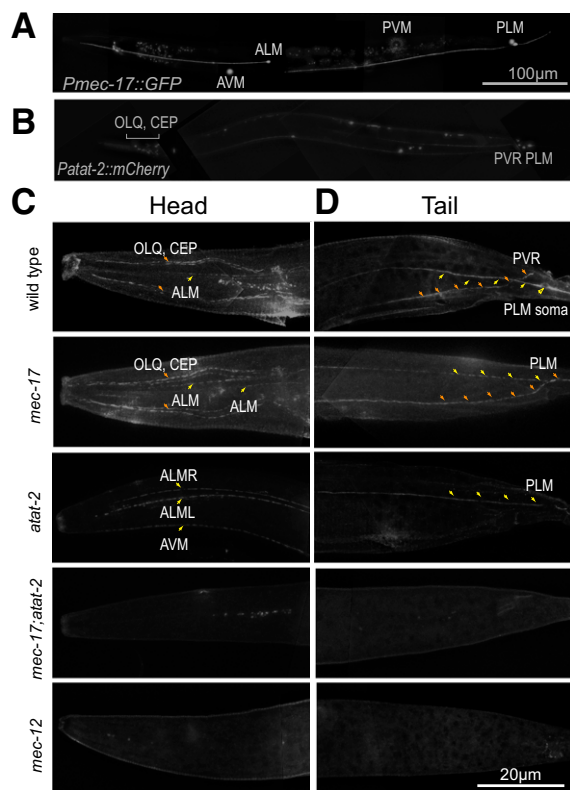 A
PVM
PLM
ALM
Pmec-17::GFP
AVM
100µm
B
OLQ, CEP
Patat-2::mCherry
PVR PLM
C
Head
D
Tail
wild type
OLQ, CEP
ALM
PVR
PLM soma
mec-17
OLQ, CEP
ALM
ALM
PLM
atat-2
ALMR
ALML
AVM
PLM
mec-17;atat-2
mec-12
20µm